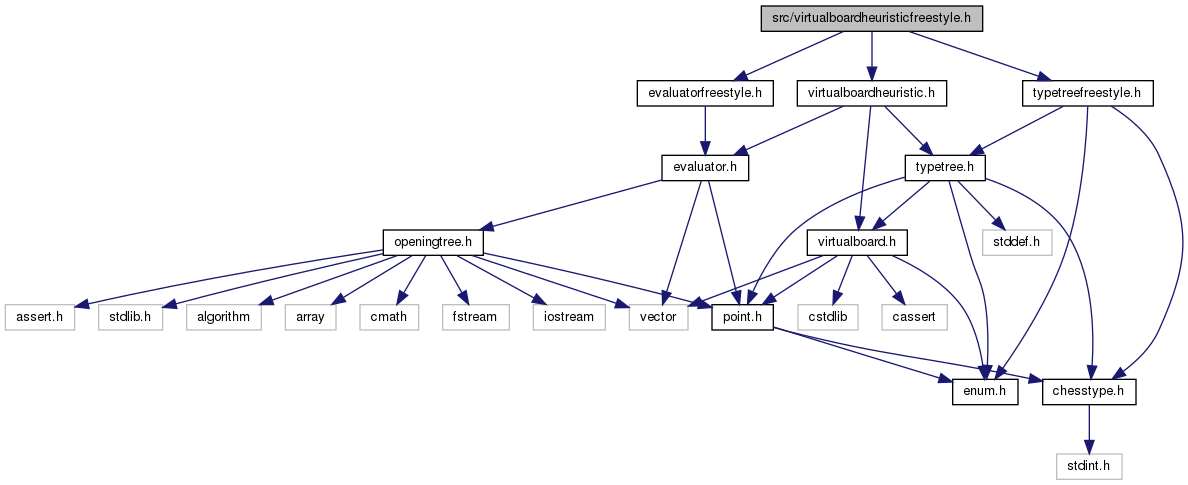 src/virtualboardheuristicfreestyle.h
evaluatorfreestyle.h
virtualboardheuristic.h
typetreefreestyle.h
evaluator.h
typetree.h
openingtree.h
virtualboard.h
stddef.h
assert.h
stdlib.h
algorithm
array
cmath
fstream
iostream
vector
point.h
cstdlib
cassert
enum.h
chesstype.h
stdint.h